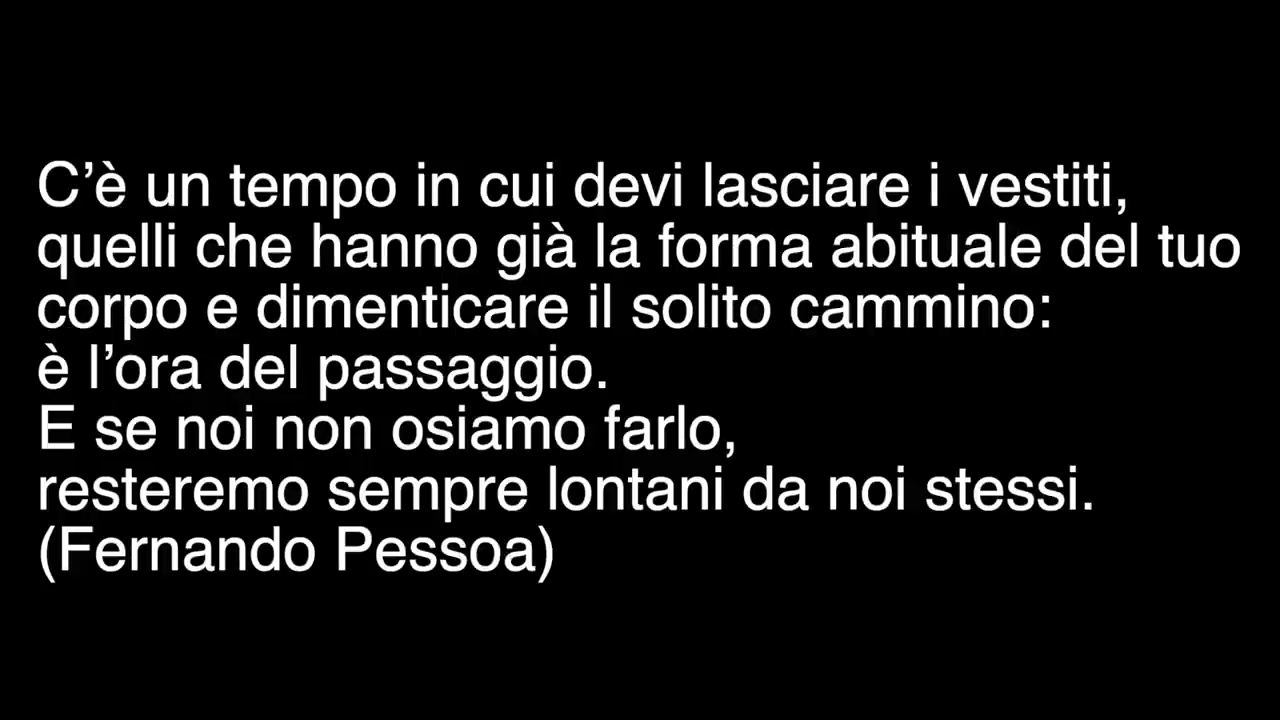 C’è un tempo in cui devi lasciare i vestiti,
quelli che hanno già la forma abituale del tuo
corpo e dimenticare il solito cammino:
è l’ora del passaggio.
E se noi non osiamo farlo,
resteremo sempre lontani da noi stessi.
(Fernando Pessoa)